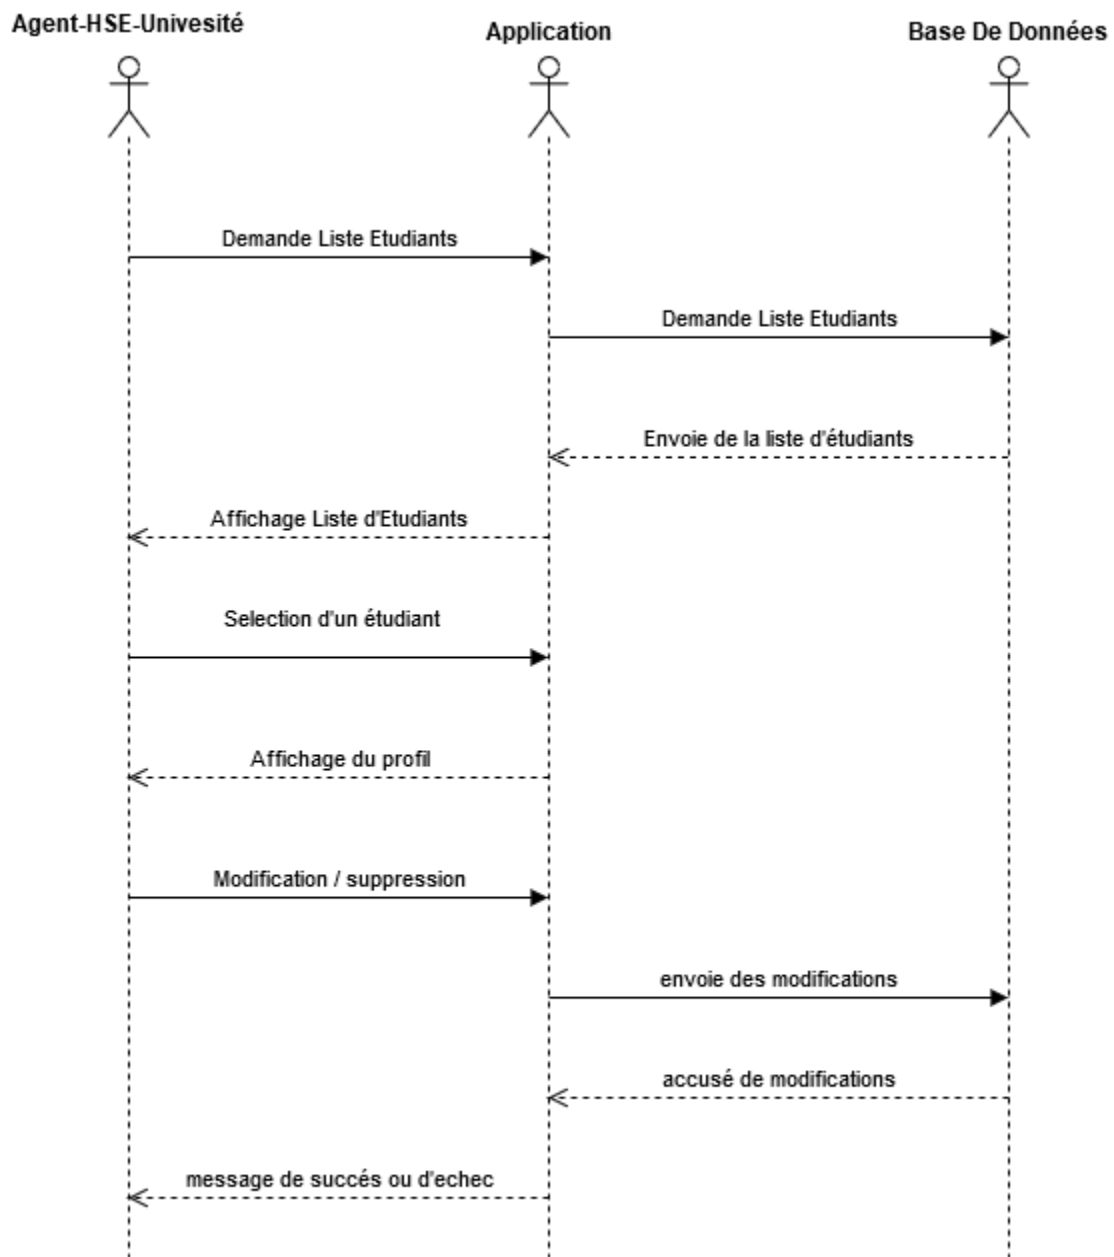 Agent-HSE-Univesité
Application
Base De Données
Demande Liste Etudiants
Demande Liste Etudiants
Envoie de la liste d'étudiants
Affichage Liste d'Etudiants
Selection d'un étudiant
Affichage du profil
Modification / suppression
envoie des modifications
accusé de modifications
message de succés ou d'echec